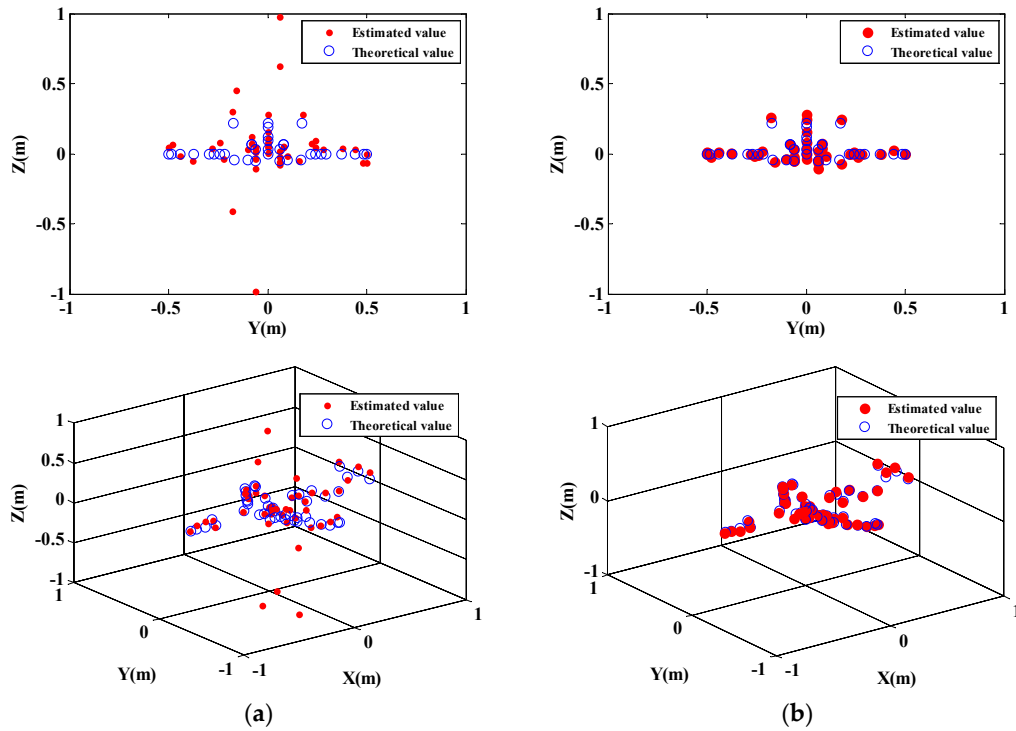 1
0.5
0
-0.5
-1
Z(m)
-1
-0.5
0
0.5
1
Y(m)
Estimated value
Theoretical value
1
0.5
0
-0.5
-1
Z(m)
-1
-0.5
0
0.5
1
Y(m)
Estimated value
Theoretical value
1
0.5
0
-0.5
-1
Z(m)
1
0
-1
Y(m)
-1
0
1
X(m)
Estimated value
Theoretical value
(a)
1
0
-1
Z(m)
1
0
-1
Y(m)
-1
0
1
X(m)
Estimated value
Theoretical value
(b)